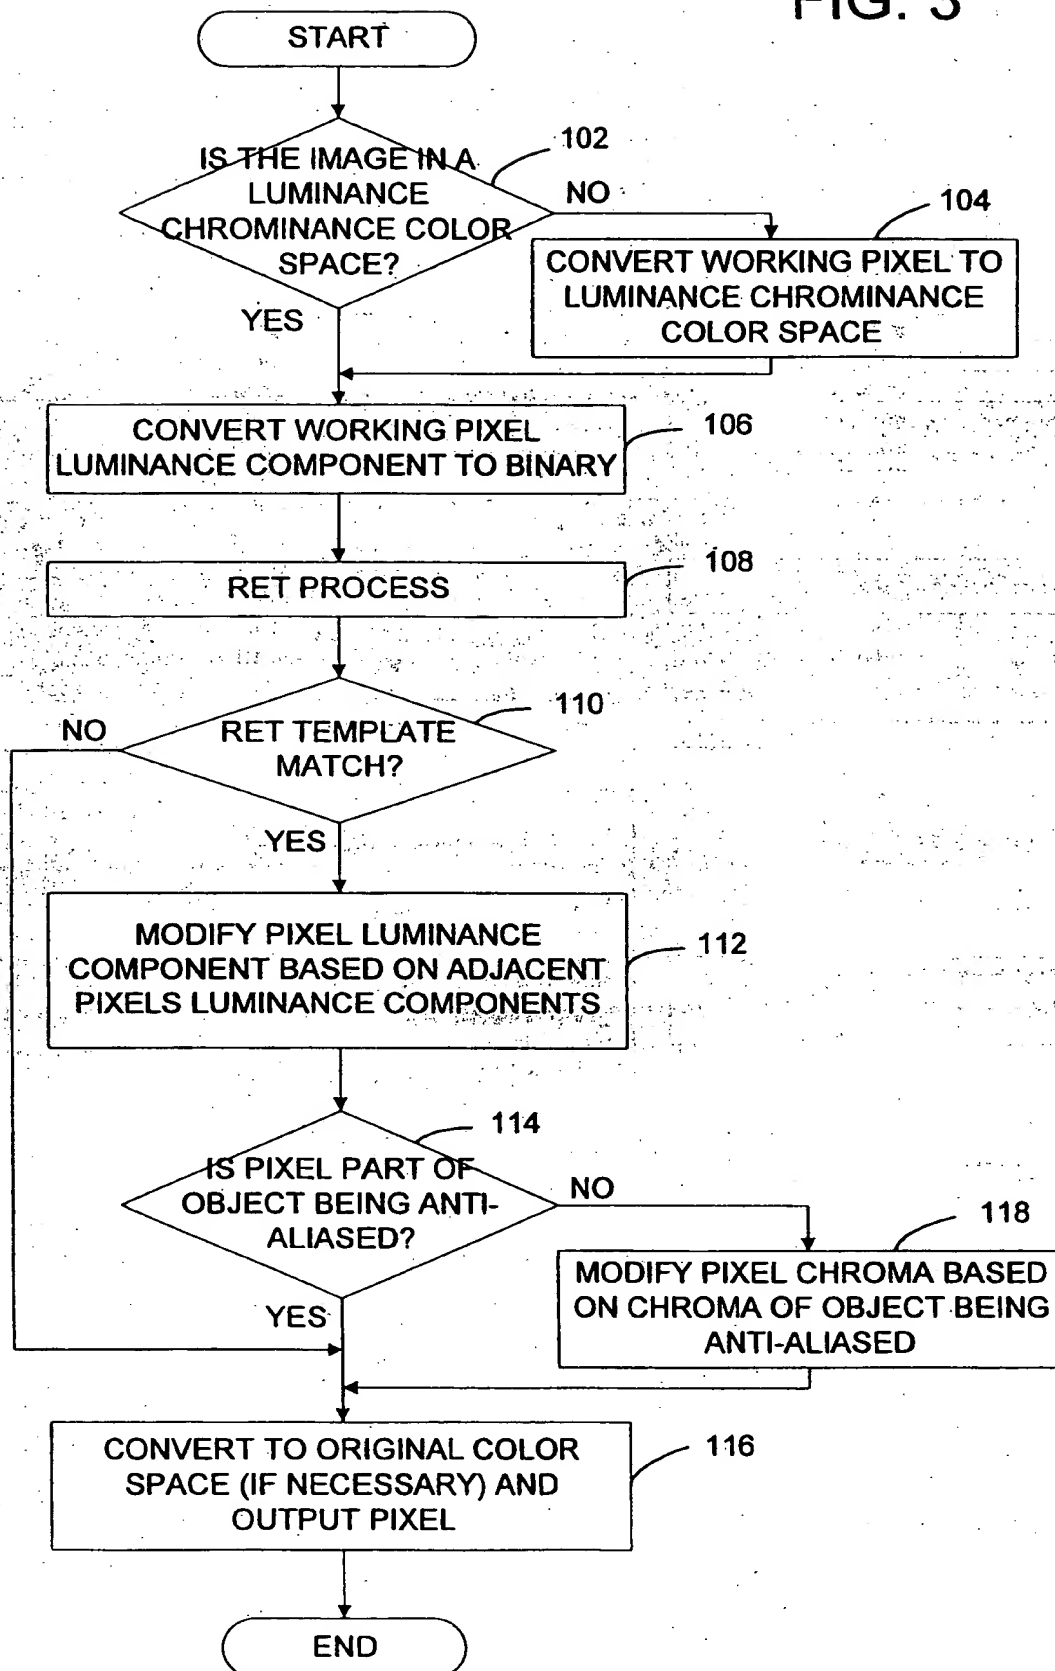 FIG. 3
START
IS THE IMAGE IN A
LUMINANCE
CHROMINANCE COLOR
SPACE?
102
NO
YES
104
CONVERT WORKING PIXEL TO
LUMINANCE CHROMINANCE
COLOR SPACE
CONVERT WORKING PIXEL
LUMINANCE COMPONENT TO BINARY
106
RET PROCESS
108
RET TEMPLATE
MATCH?
110
NO
YES
MODIFY PIXEL LUMINANCE
COMPONENT BASED ON ADJACENT
PIXELS LUMINANCE COMPONENTS
112
IS PIXEL PART OF
OBJECT BEING ANTI-
ALIASED?
114
NO
YES
118
MODIFY PIXEL CHROMA BASED
ON CHROMA OF OBJECT BEING
ANTI-ALIASED
CONVERT TO ORIGINAL COLOR
SPACE (IF NECESSARY) AND
OUTPUT PIXEL
116
END